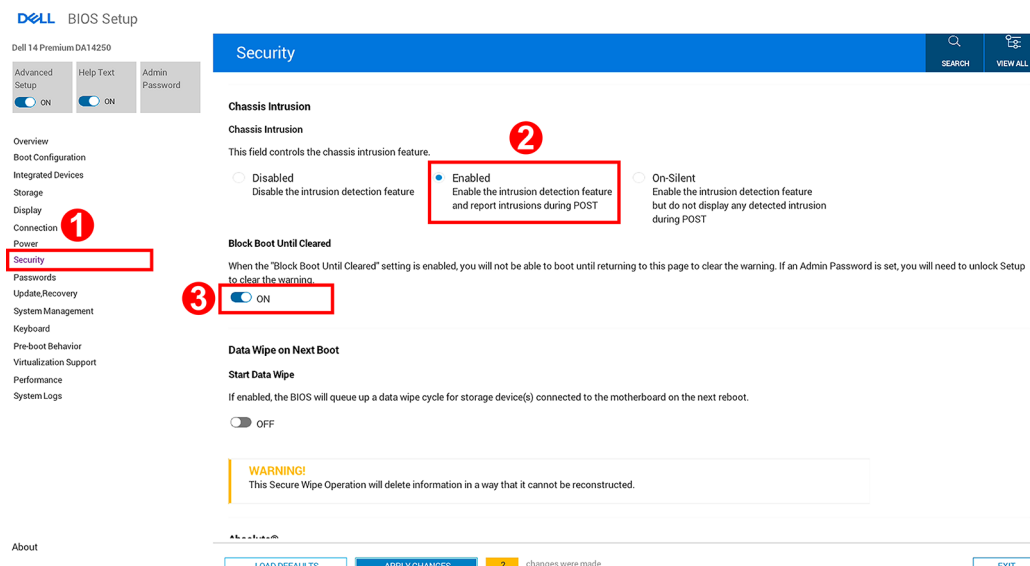 DELL BIOS Setup
Dell 14 Premium DA14250
Advanced
Setup
ON
Help Text
ON
Admin
Password
Overview
Boot Configuration
Integrated Devices
Storage
Display
Connection
1
Power
Security
Passwords
Update,Recovery
System Management
Keyboard
Pre-boot Behavior
Virtualization Support
Performance
System Logs
About
Security
SEARCH
VIEW ALL
Chassis Intrusion
Chassis Intrusion
2
This field controls the chassis intrusion feature.
Disabled
Disable the intrusion detection feature
Enabled
Enable the intrusion detection feature
and report intrusions during POST
On-Silent
Enable the intrusion detection feature
but do not display any detected intrusion
during POST
Block Boot Until Cleared
When the "Block Boot Until Cleared" setting is enabled, you will not be able to boot until returning to this page to clear the warning. If an Admin Password is set, you will need to unlock Setup
to clear the warning.
3
ON
Data Wipe on Next Boot
Start Data Wipe
If enabled, the BIOS will queue up a data wipe cycle for storage device(s) connected to the motherboard on the next reboot.
OFF
WARNING!
This Secure Wipe Operation will delete information in a way that it cannot be reconstructed.
Absolute®
LOAD DEFAULTS
APPLY CHANGES
2
changes were made
EXIT